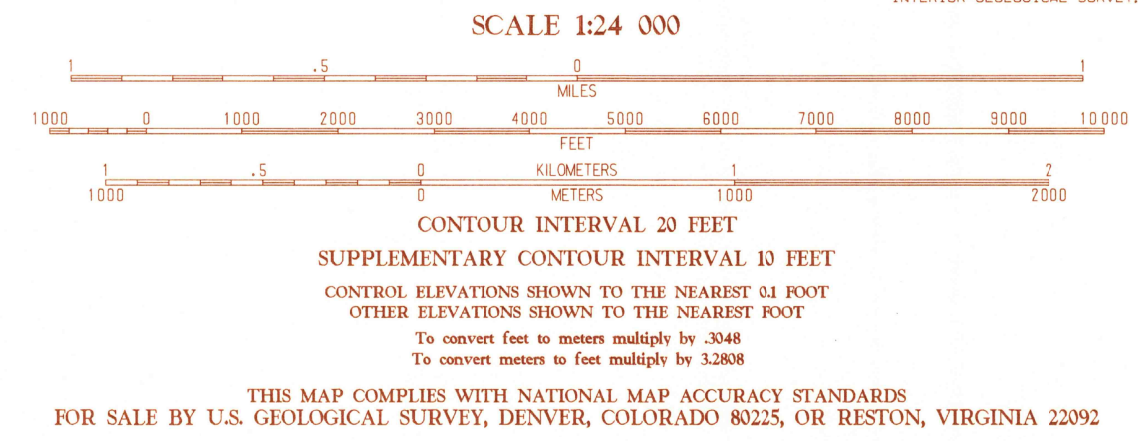 INTERIOR GEOLOGICAL SURVEY,
SCALE 1:24 000
1 .5 0 1
MILES
1000 0 1000 2000 3000 4000 5000 6000 7000 8000 9000 10 000
FEET
1 .5 0 KILOMETERS 1 2
1000 0 METERS 1000 2000
CONTOUR INTERVAL 20 FEET
SUPPLEMENTARY CONTOUR INTERVAL 10 FEET
CONTROL ELEVATIONS SHOWN TO THE NEAREST 0.1 FOOT
OTHER ELEVATIONS SHOWN TO THE NEAREST FOOT
To convert feet to meters multiply by .3048
To convert meters to feet multiply by 3.2808
THIS MAP COMPLIES WITH NATIONAL MAP ACCURACY STANDARDS
FOR SALE BY U.S. GEOLOGICAL SURVEY, DENVER, COLORADO 80225, OR RESTON, VIRGINIA 22092